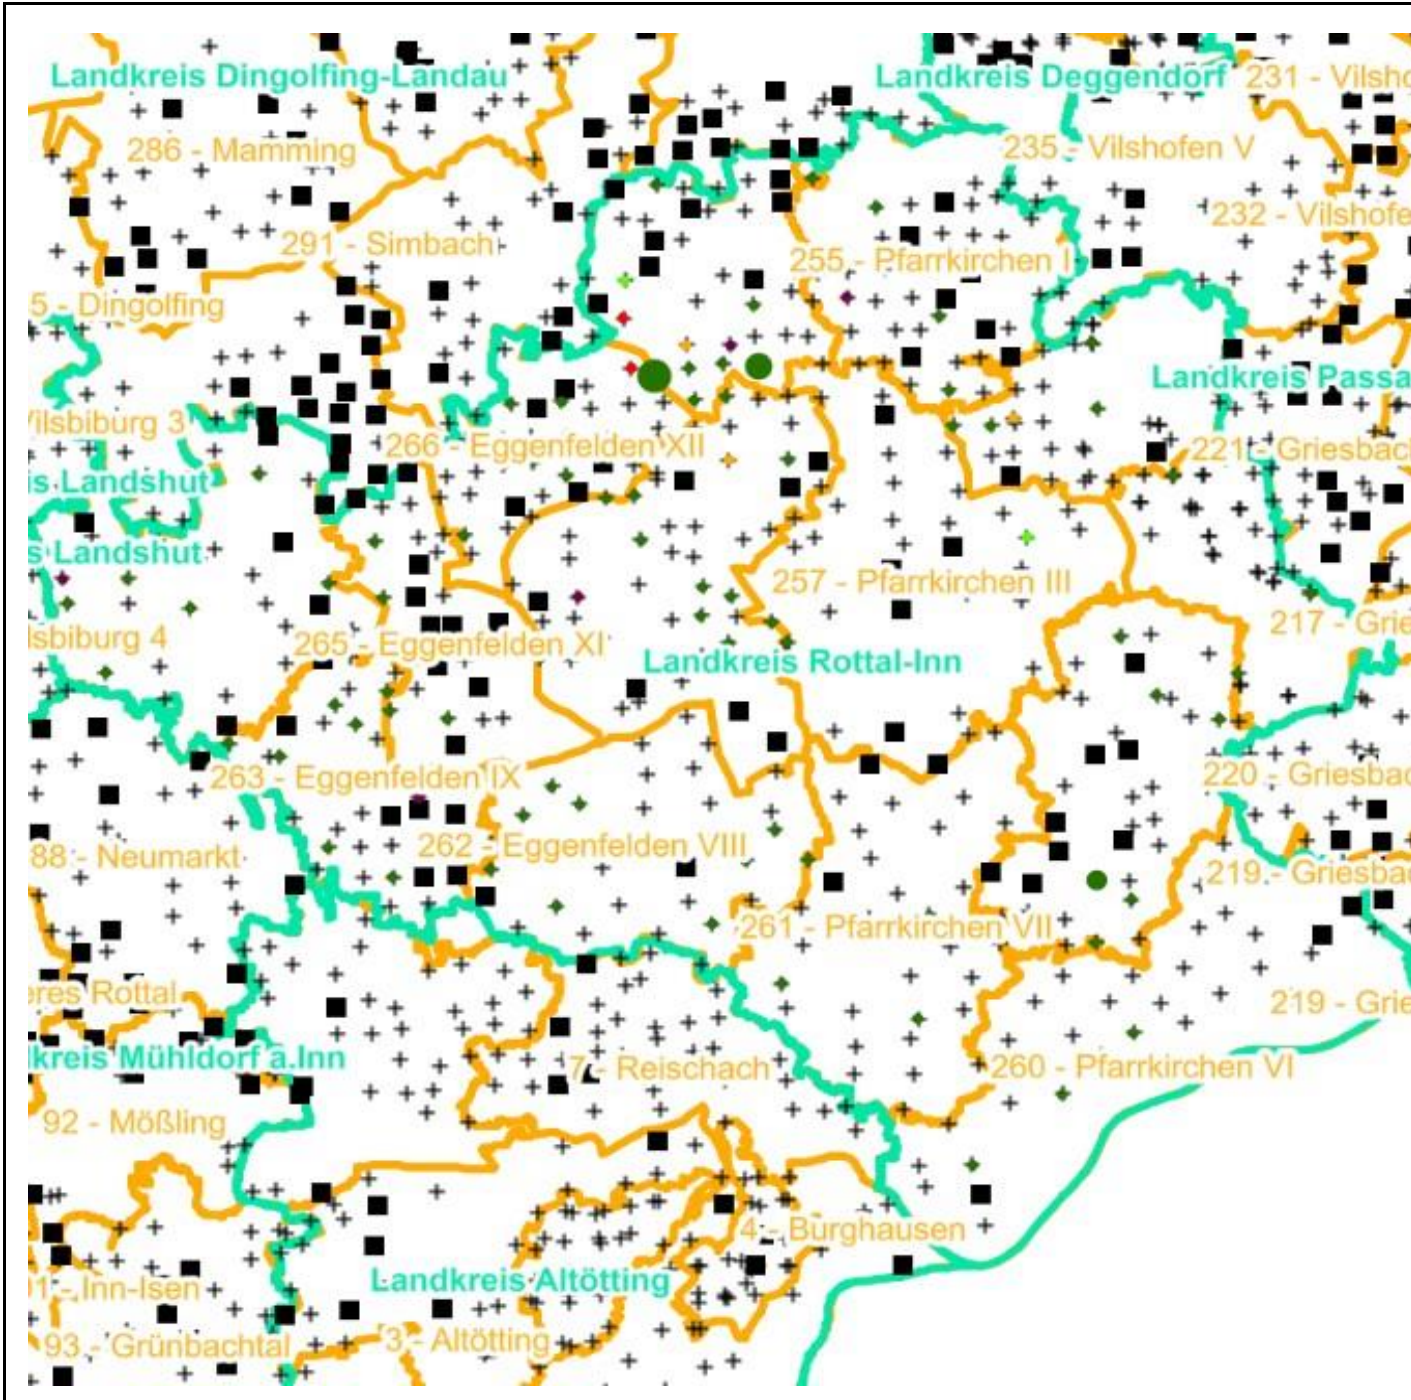 Landkreis Dingolfing-Landau
Landkreis Deggendorf
231 - Vilsho
286 - Mamming
235 - Vilshofen V
232 - Vilshofe
291 - Simbach
255 - Pfarrkirchen I
5 - Dingolfing
Landkreis Passa
Vilsbiburg 3
266 - Eggenfelden XII
221 - Griesbach
is Landshut
s Landshut
257 - Pfarrkirchen III
217 - Grie
lsbiburg 4
265 - Eggenfelden XI
Landkreis Rottal-Inn
263 - Eggenfelden IX
220 - Griesbac
262 - Eggenfelden VIII
88 - Neumarkt
219 - Griesbac
261 - Pfarrkirchen VII
eres Rottal
219 - Grie
lkreis Mühldorf a.Inn
7 - Reischach
260 - Pfarrkirchen VI
92 - Mößling
4 - Burghausen
Landkreis Altötting
01 - Inn-Isen
93 - Grünbachtal
3 - Altötting